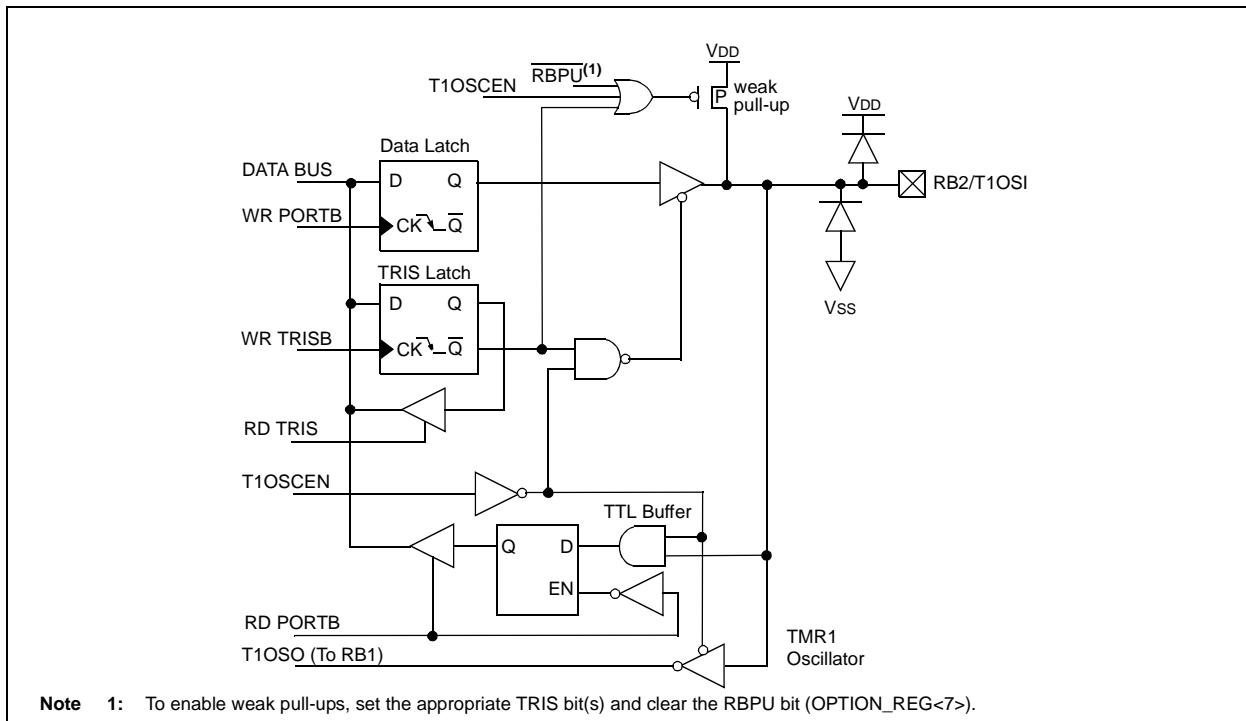 VDD
RBPU(1)
T1OSCEN
P
weak
pull-up
VDD
Data Latch
DATA BUS
D
Q
RB2/T1OSI
WR PORTB
CK
Q
TRIS Latch
VSS
D
Q
WR TRISB
CK
Q
RD TRIS
T1OSCEN
TTL Buffer
Q
D
EN
RD PORTB
TMR1
Oscillator
T1OSO (To RB1)
Note 1: To enable weak pull-ups, set the appropriate TRIS bit(s) and clear the RBPU bit (OPTION_REG<7>).